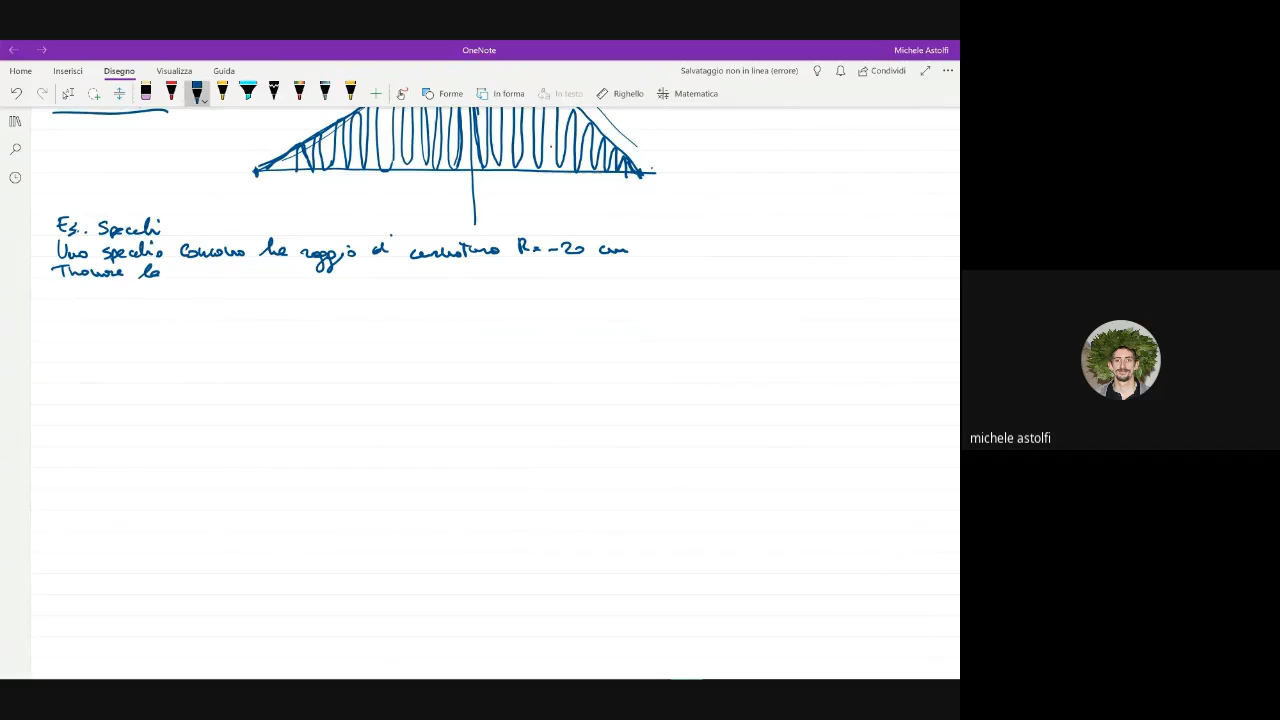 OneNote
Michele Astolfi
Home Inserisci Disegno Visualizza Guida
Salvataggio non in linea (errore) Condividi
Forme In forma In testo Righello Matematica
Es. Specchi
Uno specchio concavo ha raggio di curvatura R = -20 cm
Trovare la
michele astolfi